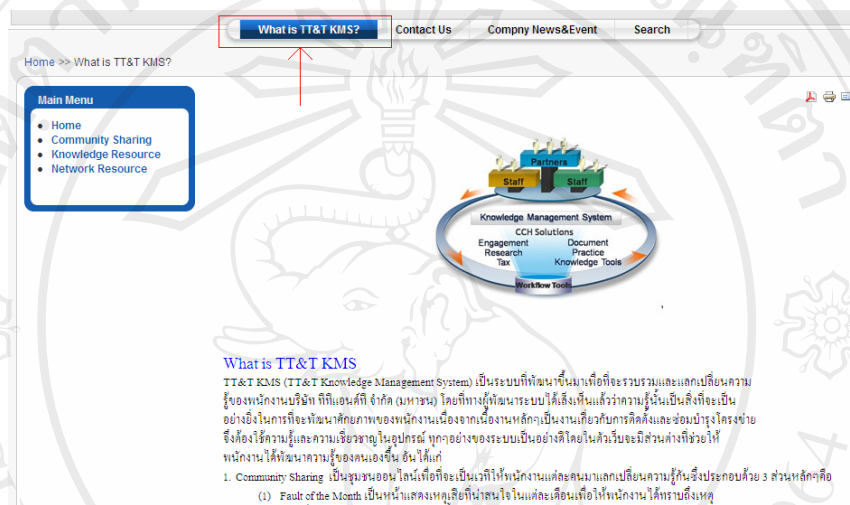 What is TT&T KMS? Contact Us Compny News&Event Search
Home >> What is TT&T KMS?
Main Menu
Home
Community Sharing
Knowledge Resource
Network Resource
Partners
Staff Staff
Knowledge Management System
CCH Solutions
Engagement Document
Research Practice
Tax Knowledge Tools
Workflow Tools
What is TT&T KMS
TT&T KMS (TT&T Knowledge Management System) เป็นระบบที่พัฒนาขึ้นมาเพื่อที่จะรวบรวมและแลกเปลี่ยนความ
รู้ของพนักงานบริษัท ทีทีแอนด์ที จำกัด (มหาชน) โดยที่ทางผู้พัฒนาระบบได้เล็งเห็นแล้วว่าความรู้นั้นเป็นสิ่งที่จะเป็น
อย่างยิ่งในการที่จะพัฒนาศักยภาพของพนักงานเนื่องจากเนื้องานหลักๆเป็นงานเกี่ยวกับการติดตั้งและซ่อมบำรุงโครงข่าย
จึงต้องใช้ความรู้และความเชี่ยวชาญในอุปกรณ์ ทุกๆอย่างของระบบเป็นอย่างดีโดยในตัวเว็บจะมีส่วนต่างที่ช่วยให้
พนักงานได้พัฒนาความรู้ของตนเองขึ้น อันได้แก่
1. Community Sharing เป็นชุมชนออนไลน์เพื่อที่จะเป็นเวทีให้พนักงานแต่ละคนมาแลกเปลี่ยนความรู้กันซึ่งประกอบด้วย 3 ส่วนหลักๆคือ
(1) Fault of the Month เป็นหน้าแสดงเหตุเสียที่น่าสนใจในแต่ละเดือนเพื่อให้พนักงานได้ทราบถึงเหตุ